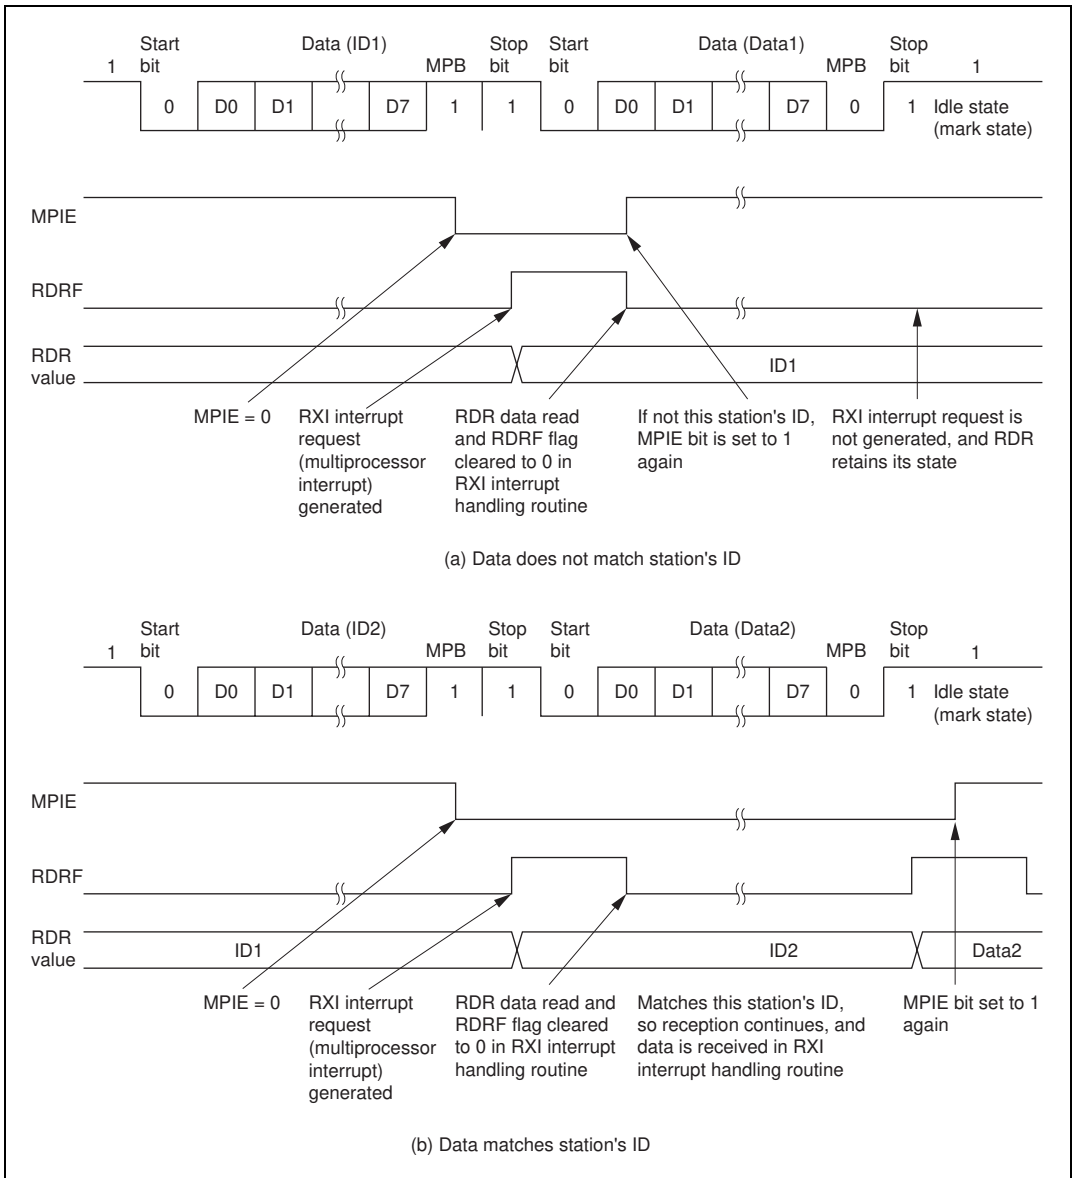 Start bit
Data (ID1)
MPB
Stop bit
Start bit
Data (Data1)
MPB
Stop bit
1
1
0
D0
D1
D7
1
1
0
D0
D1
D7
0
1
Idle state
(mark state)
MPIE
RDRF
RDR
value
ID1
MPIE = 0
RXI interrupt
request
(multiprocessor
interrupt)
generated
RDR data read
and RDRF flag
cleared to 0 in
RXI interrupt
handling routine
If not this station's ID,
MPIE bit is set to 1
again
RXI interrupt request is
not generated, and RDR
retains its state
(a) Data does not match station's ID
Start bit
Data (ID2)
MPB
Stop bit
Start bit
Data (Data2)
MPB
Stop bit
1
1
0
D0
D1
D7
1
1
0
D0
D1
D7
0
1
Idle state
(mark state)
MPIE
RDRF
RDR
value
ID1
ID2
Data2
MPIE = 0
RXI interrupt
request
(multiprocessor
interrupt)
generated
RDR data read and
RDRF flag cleared
to 0 in RXI interrupt
handling routine
Matches this station's ID,
so reception continues, and
data is received in RXI
interrupt handling routine
MPIE bit set to 1
again
(b) Data matches station's ID